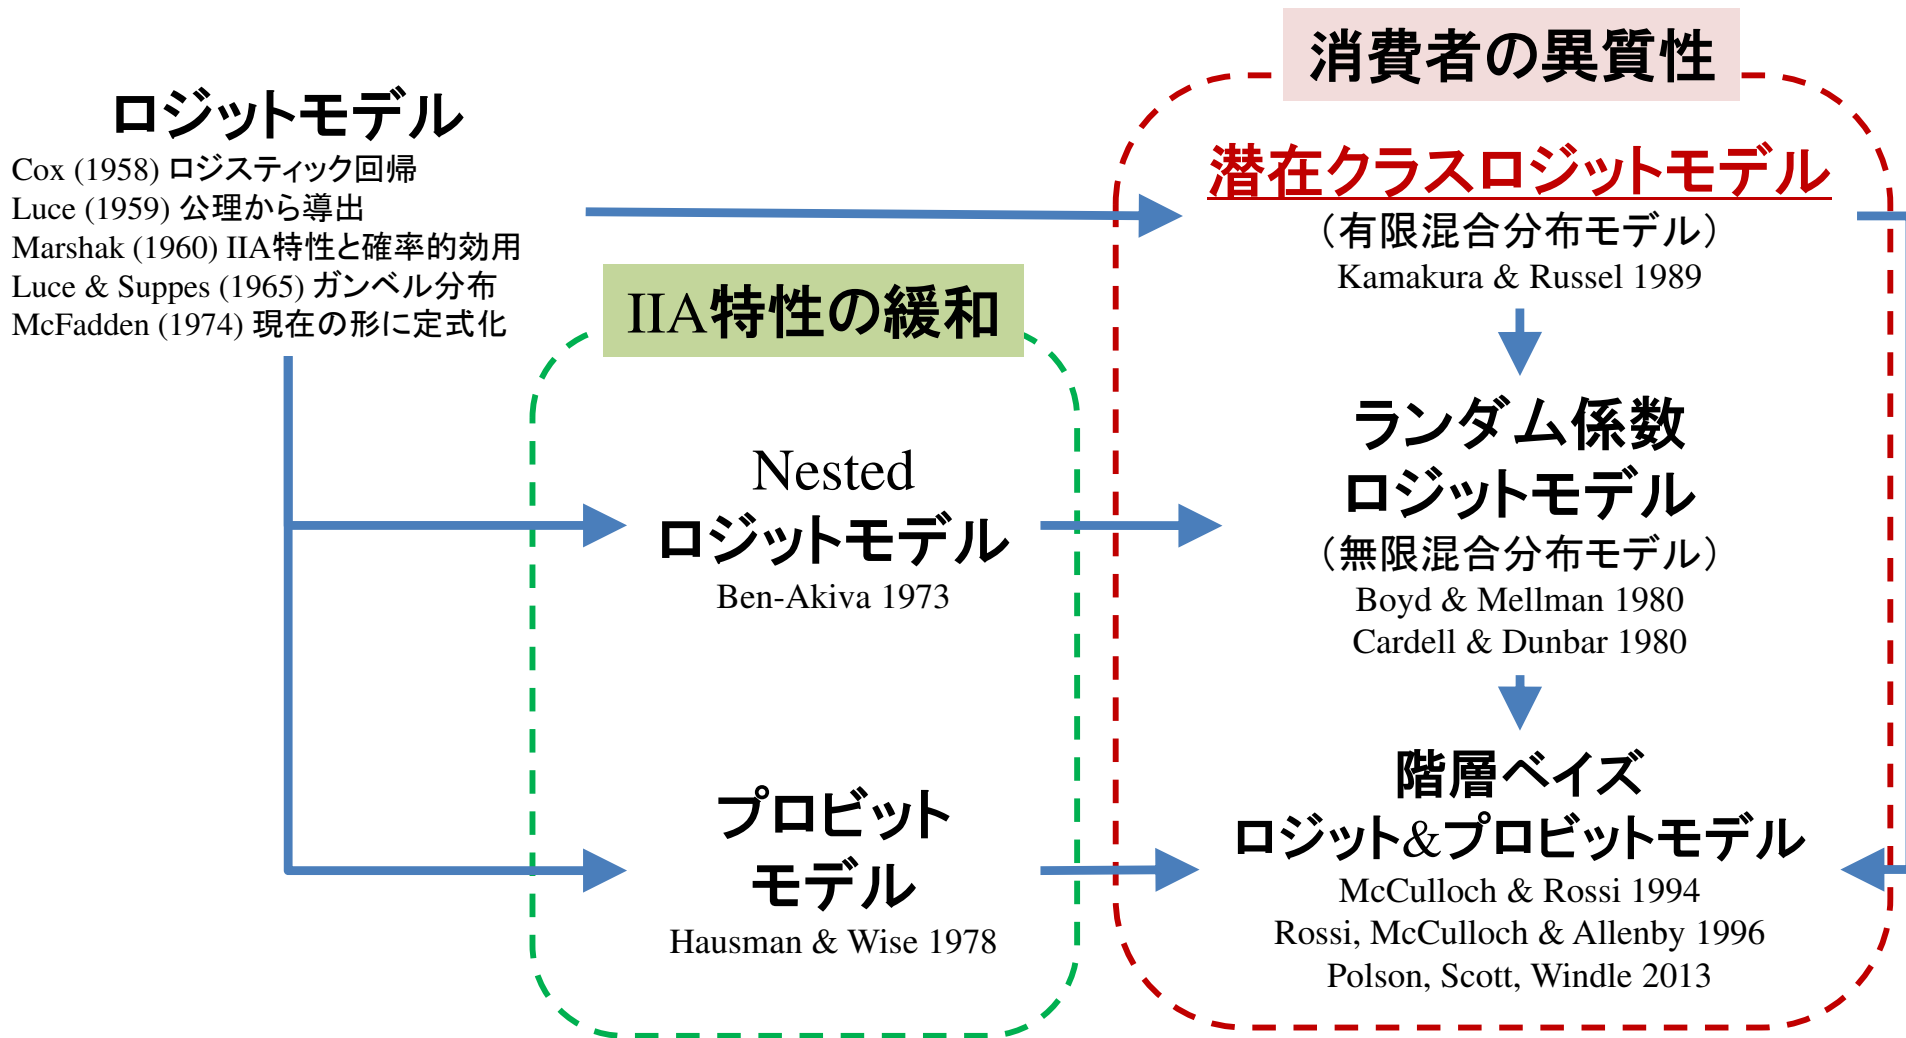 ロジットモデル
Cox (1958) ロジスティック回帰
Luce (1959) 公理から導出
Marshak (1960) IIA特性と確率的効用
Luce & Suppes (1965) ガンベル分布
McFadden (1974) 現在の形に定式化
IIA特性の緩和
Nested
ロジットモデル
Ben-Akiva 1973
プロビット
モデル
Hausman & Wise 1978
消費者の異質性
潜在クラスロジットモデル
（有限混合分布モデル）
Kamakura & Russel 1989
ランダム係数
ロジットモデル
（無限混合分布モデル）
Boyd & Mellman 1980
Cardell & Dunbar 1980
階層ベイズ
ロジット&プロビットモデル
McCulloch & Rossi 1994
Rossi, McCulloch & Allenby 1996
Polson, Scott, Windle 2013